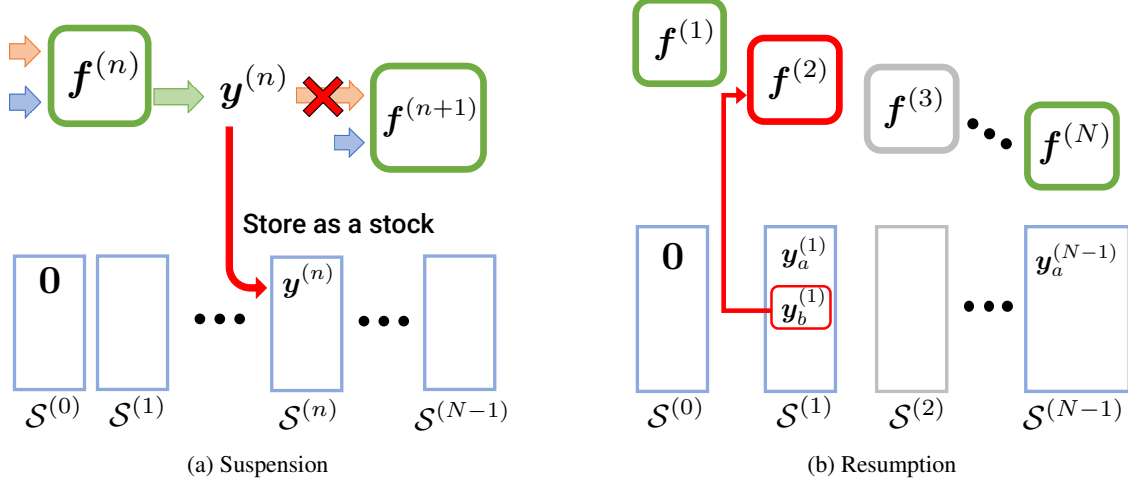 f^(n)
y^(n)
f^(n+1)
Store as a stock
0
y^(n)
S^(0)
S^(1)
S^(n)
S^(N−1)
(a) Suspension
f^(1)
f^(2)
f^(3)
f^(N)
0
y_a^(1)
y_b^(1)
y_a^(N−1)
S^(0)
S^(1)
S^(2)
S^(N−1)
(b) Resumption